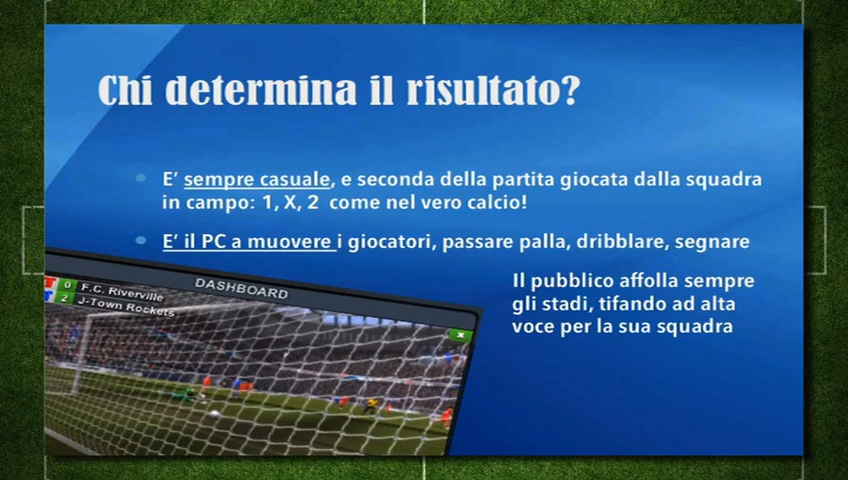 Chi determina il risultato?
E' sempre casuale, e seconda della partita giocata dalla squadra
in campo: 1, X, 2 come nel vero calcio!
E' il PC a muovere i giocatori, passare palla, dribblare, segnare
Il pubblico affolla sempre
gli stadi, tifando ad alta
voce per la sua squadra
DASHBOARD
0 F.C. Riverville
2 J-Town Rockets